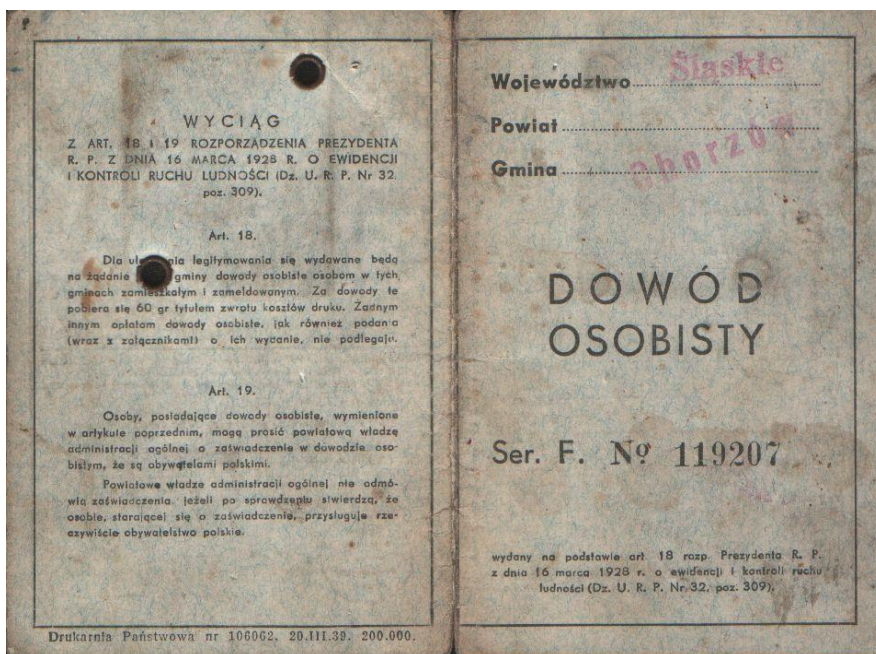 WYCIĄG
Z ART. 18 i 19 ROZPORZĄDZENIA PREZYDENTA
R. P. Z DNIA 16 MARCA 1928 R. O EWIDENCJI
I KONTROLI RUCHU LUDNOŚCI (Dz. U. R. P. Nr 32.
poz. 309).
Art. 18.
Dla legitymowania się wydawane będą
na żądanie gminy dowody osobiste osobom w tych
gminach zamieszkałym i zameldowanym. Za dowody te
pobiera się 60 gr tytułem zwrotu kosztów druku. Żadnym
innym opłatom dowody osobiste, jak również podania
(wraz z załącznikami) o ich wydanie, nie podlegają.
Art. 19.
Osoby, posiadające dowody osobiste, wymienione
w artykule poprzednim, mogą prosić powiatową władzę
administracji ogólnej o zaświadczenie w dowodzie oso-
bistym, że są obywatelami polskimi.
Powiatowe władze administracji ogólnej nie odmó-
wią zaświadczenia, jeżeli po sprawdzeniu stwierdzą, że
osobie, starającej się o zaświadczenie, przysługuje rze-
czywiście obywatelstwo polskie.
Drukarnia Państwowa nr 106062. 20.III.39. 200.000.
Województwo Śląskie
Powiat
Gmina Chorzów
DOWÓD
OSOBISTY
Ser. F. Nº 119207
wydany na podstawie art. 18 rozp. Prezydenta R. P.
z dnia 16 marca 1928 r. o ewidencji i kontroli ruchu
ludności (Dz. U. R. P. Nr 32, poz. 309).